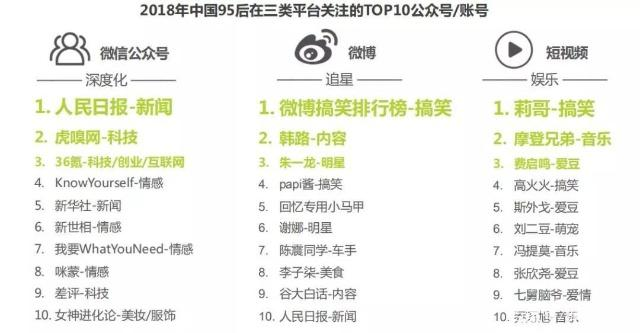 2018年中国95后在三类平台关注的TOP10公众号/账号
微信公众号
深度化
1. 人民日报-新闻
2. 虎嗅网-科技
3. 36氪-科技/创业/互联网
4. KnowYourself-情感
5. 新华社-新闻
6. 新世相-情感
7. 我要WhatYouNeed-情感
8. 咪蒙-情感
9. 差评-科技
10. 女神进化论-美妆/服饰
微博
追星
1. 微博搞笑排行榜-搞笑
2. 韩路-内容
3. 朱一龙-明星
4. papi酱-搞笑
5. 回忆专用小马甲
6. 谢娜-明星
7. 陈震同学-车手
8. 李子柒-美食
9. 谷大白话-内容
10. 人民日报-新闻
短视频
娱乐
1. 莉哥-搞笑
2. 摩登兄弟-音乐
3. 费启鸣-爱豆
4. 高火火-搞笑
5. 斯外戈-爱豆
6. 刘二豆-萌宠
7. 冯提莫-音乐
8. 张欣尧-爱豆
9. 七舅脑爷-爱情
10.